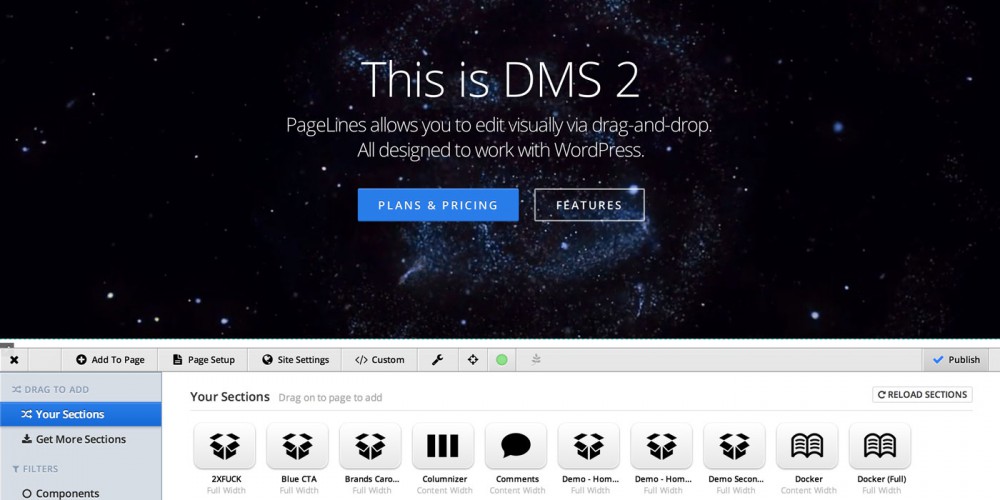 This is DMS 2
PageLines allows you to edit visually via drag-and-drop.
All designed to work with WordPress.
PLANS & PRICING
FEATURES
Add To Page
Page Setup
Site Settings
</> Custom
Publish
DRAG TO ADD
Your Sections
Get More Sections
FILTERS
Components
Your Sections Drag on to page to add
RELOAD SECTIONS
2XFUCK
Full Width
Blue CTA
Full Width
Brands Caro...
Full Width
Columnizer
Content Width
Comments
Content Width
Demo - Hom...
Full Width
Demo - Hom...
Full Width
Demo Secon...
Full Width
Docker
Content Width
Docker (Full)
Full Width